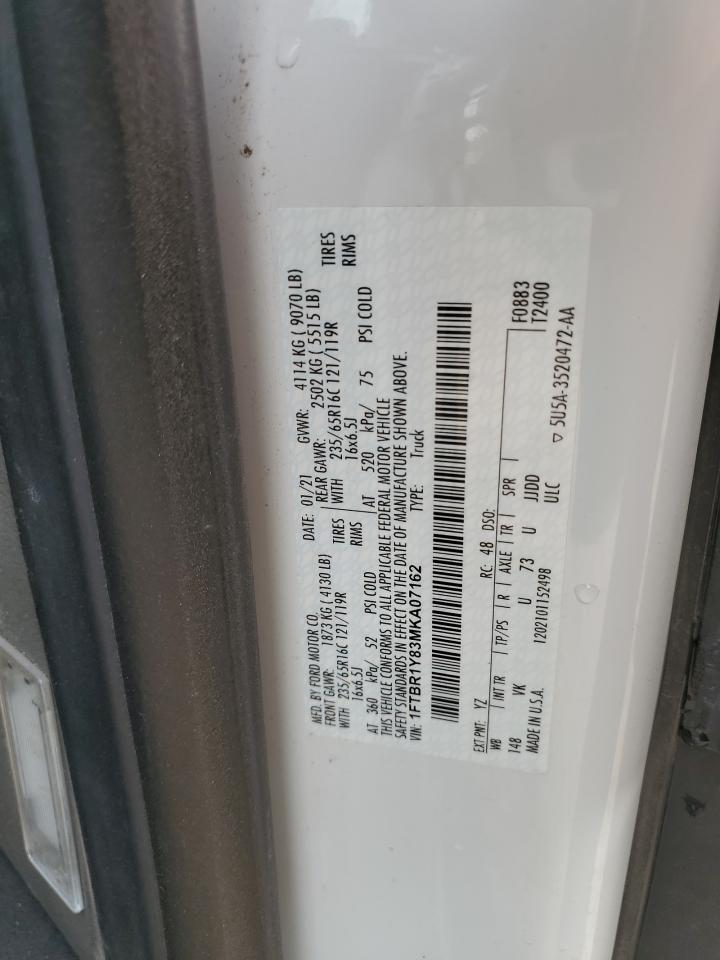 MFD. BY FORD MOTOR CO.
DATE: 01/21 GVWR: 4114 KG ( 9070 LB)
FRONT GAWR: 1873 KG ( 4130 LB) REAR GAWR: 2502 KG ( 5515 LB)
WITH 235/65R16C 121/119R TIRES WITH 235/65R16C 121/119R TIRES
16x6.5J RIMS 16x6.5J RIMS
AT 360 kPa/ 52 PSI COLD AT 520 kPa/ 75 PSI COLD
THIS VEHICLE CONFORMS TO ALL APPLICABLE FEDERAL MOTOR VEHICLE
SAFETY STANDARDS IN EFFECT ON THE DATE OF MANUFACTURE SHOWN ABOVE.
VIN: 1FTBR1Y83MKA07162 TYPE: Truck
EXT PNT: YZ RC: 48 DSO:
WB INT TR TP/PS R AXLE TR SPR F0883
148 VK U 73 U JJDD T2400
MADE IN U.S.A. 1202101152498 ULC
▽ 5U5A-3520472-AA